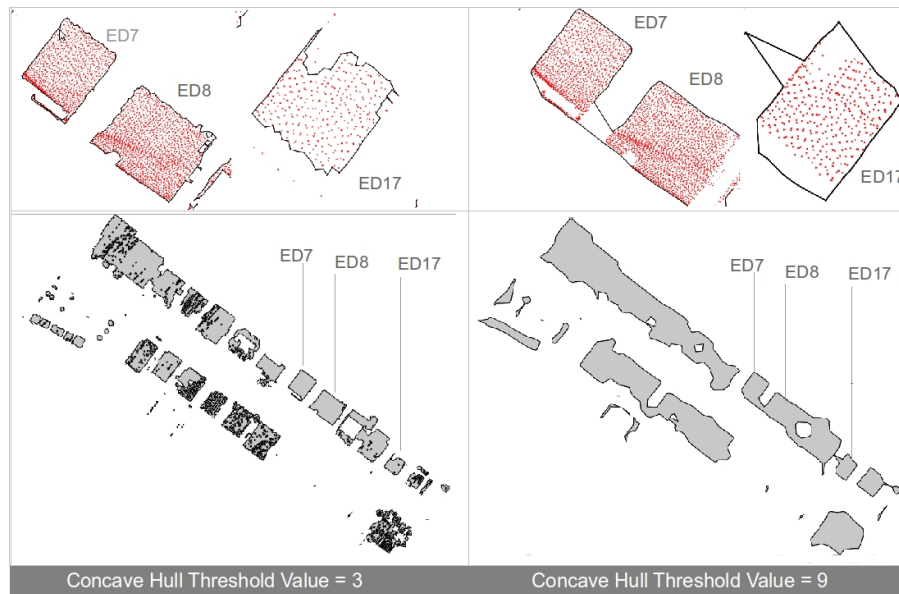 ED7
ED8
ED17
ED7
ED8
ED17
ED7
ED8
ED17
ED7
ED8
ED17
Concave Hull Threshold Value = 3
Concave Hull Threshold Value = 9